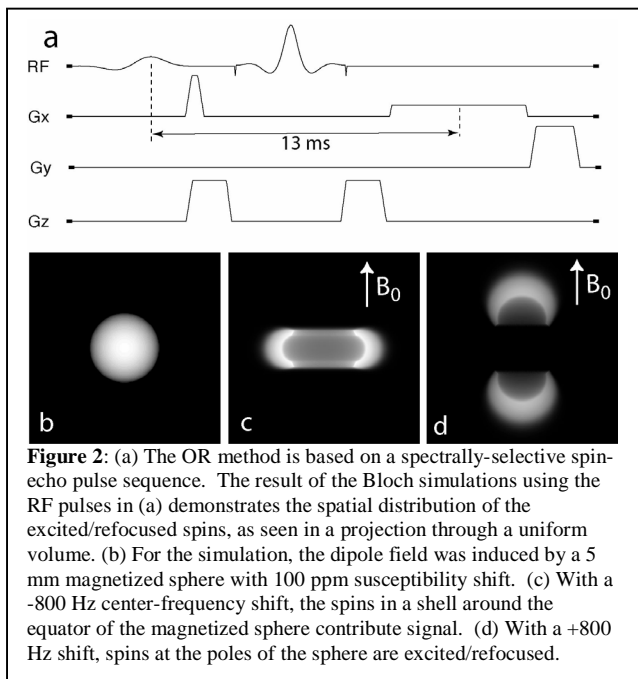 a
RF
Gx
13 ms
Gy
Gz
B0
B0
b
c
d
Figure 2: (a) The OR method is based on a spectrally-selective spin-
echo pulse sequence. The result of the Bloch simulations using the
RF pulses in (a) demonstrates the spatial distribution of the
excited/refocused spins, as seen in a projection through a uniform
volume. (b) For the simulation, the dipole field was induced by a 5
mm magnetized sphere with 100 ppm susceptibility shift. (c) With a
-800 Hz center-frequency shift, the spins in a shell around the
equator of the magnetized sphere contribute signal. (d) With a +800
Hz shift, spins at the poles of the sphere are excited/refocused.